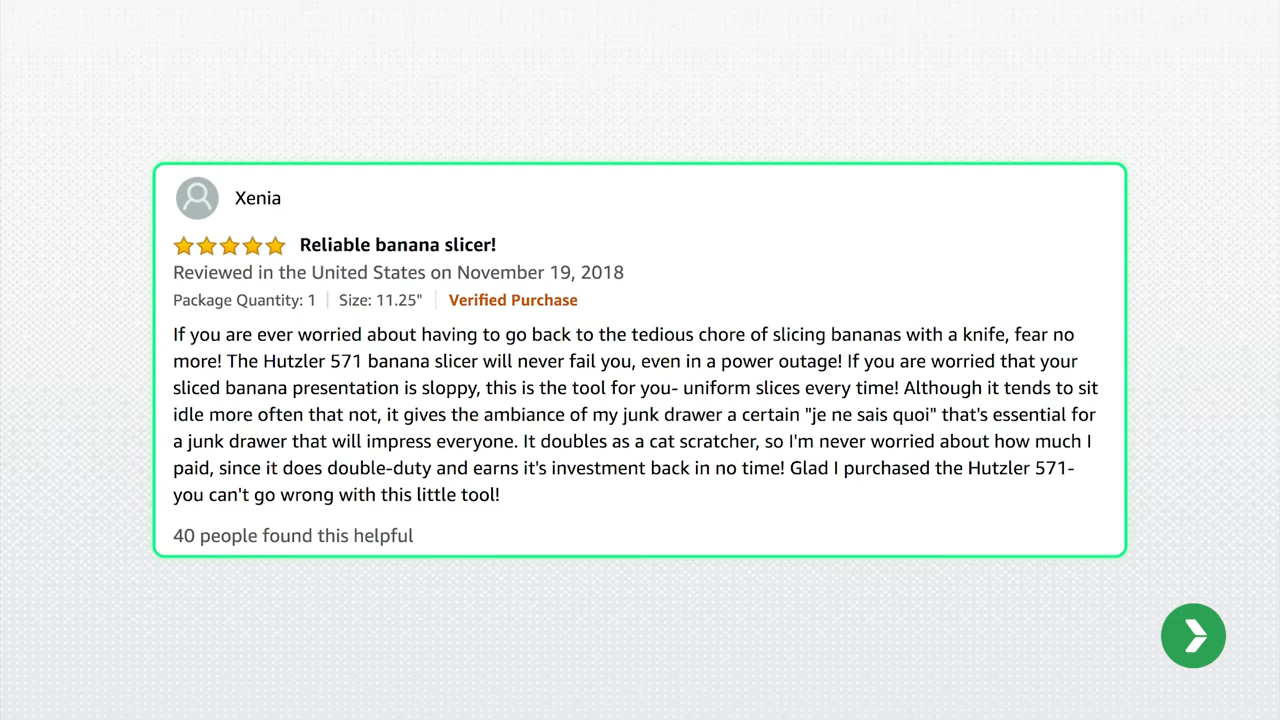 Xenia
Reliable banana slicer!
Reviewed in the United States on November 19, 2018
Package Quantity: 1 | Size: 11.25" | Verified Purchase
If you are ever worried about having to go back to the tedious chore of slicing bananas with a knife, fear no
more! The Hutzler 571 banana slicer will never fail you, even in a power outage! If you are worried that your
sliced banana presentation is sloppy, this is the tool for you- uniform slices every time! Although it tends to sit
idle more often that not, it gives the ambiance of my junk drawer a certain "je ne sais quoi" that's essential for
a junk drawer that will impress everyone. It doubles as a cat scratcher, so I'm never worried about how much I
paid, since it does double-duty and earns it's investment back in no time! Glad I purchased the Hutzler 571-
you can't go wrong with this little tool!
40 people found this helpful